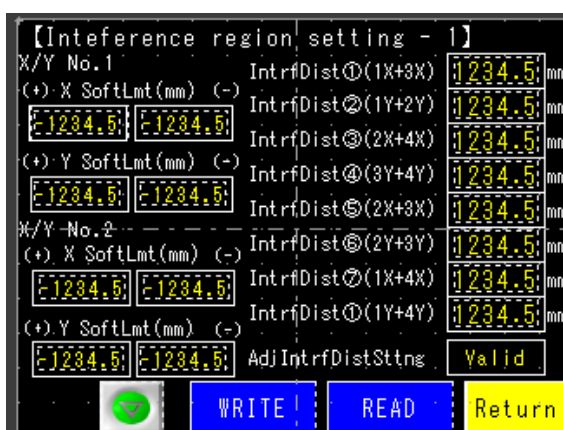 【Inteference region setting - 1】
X/Y No.1
(+) X SoftLmt(mm) (-)
-1234.5 -1234.5
(+) Y SoftLmt(mm) (-)
-1234.5 -1234.5
X/Y No.2
(+) X SoftLmt(mm) (-)
-1234.5 -1234.5
(+) Y SoftLmt(mm) (-)
-1234.5 -1234.5
IntrfDist①(1X+3X) 1234.5 mm
IntrfDist②(1Y+2Y) 1234.5 mm
IntrfDist③(2X+4X) 1234.5 mm
IntrfDist④(3Y+4Y) 1234.5 mm
IntrfDist⑤(2X+3X) 1234.5 mm
IntrfDist⑥(2Y+3Y) 1234.5 mm
IntrfDist⑦(1X+4X) 1234.5 mm
IntrfDist①(1Y+4Y) 1234.5 mm
AdjIntrfDistSttng Valid
WRITE READ Return